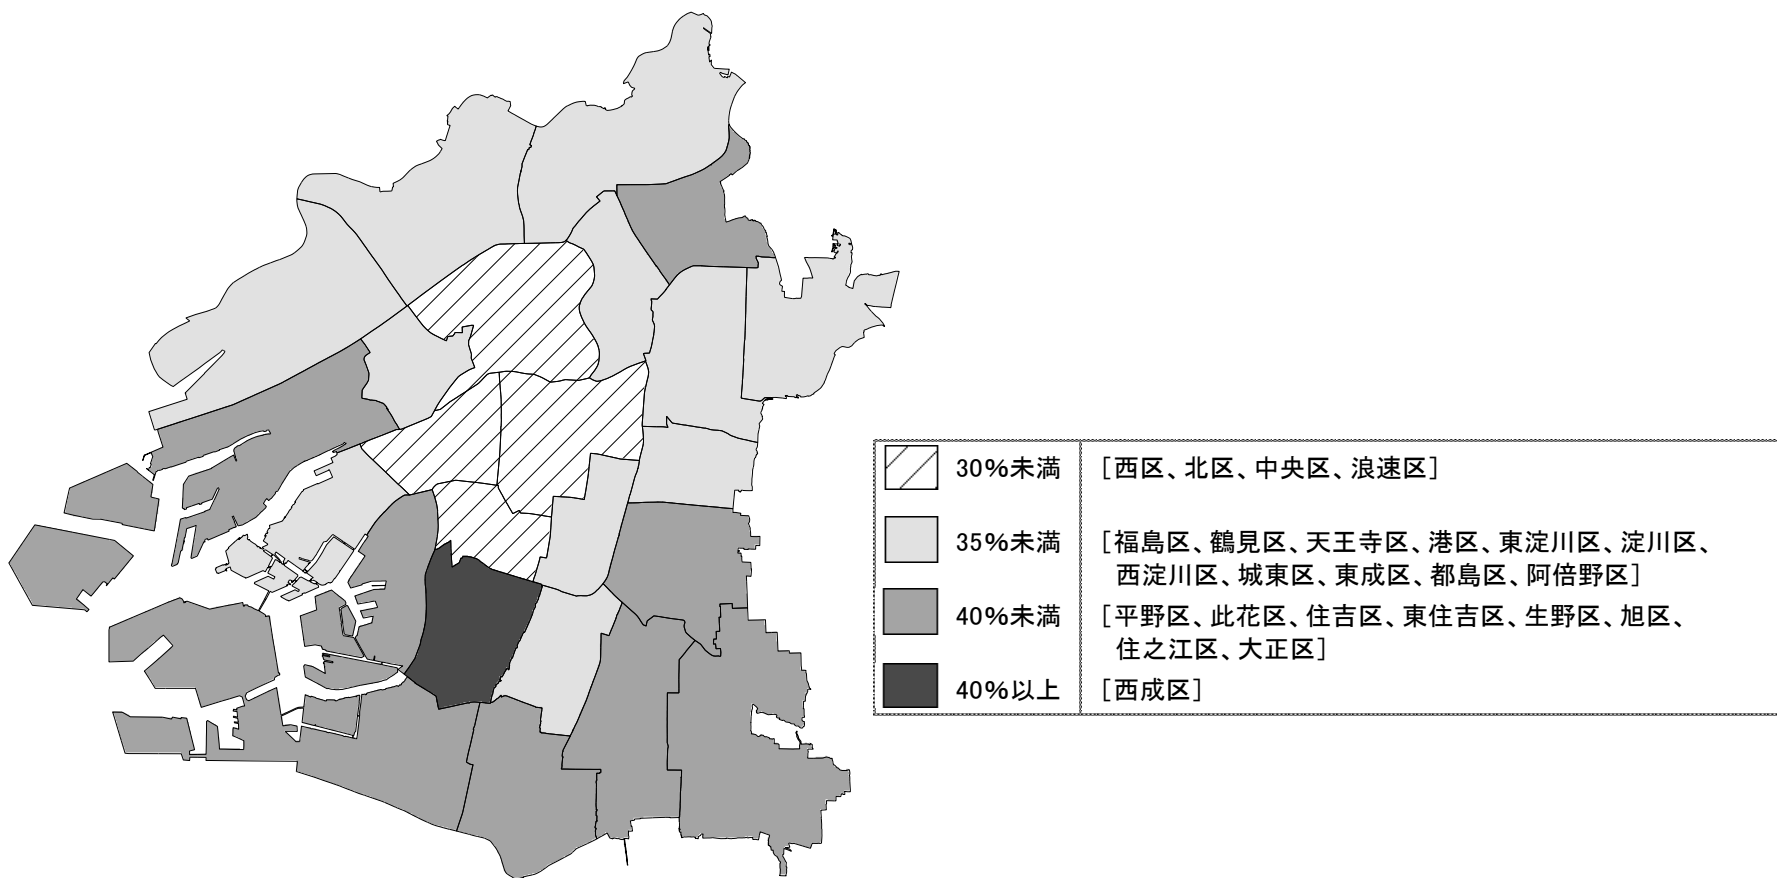 30%未満 [西区、北区、中央区、浪速区]
35%未満 [福島区、鶴見区、天王寺区、港区、東淀川区、淀川区、
西淀川区、城東区、東成区、都島区、阿倍野区]
40%未満 [平野区、此花区、住吉区、東住吉区、生野区、旭区、
住之江区、大正区]
40%以上 [西成区]